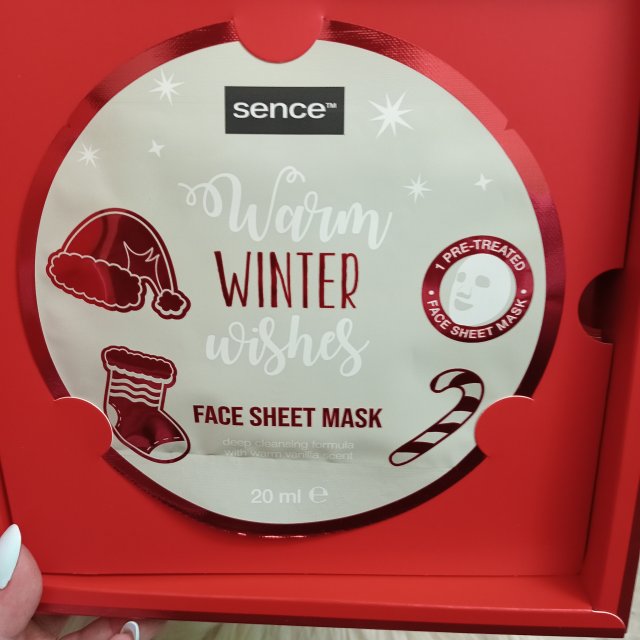 sence™
Warm
WINTER
wishes
1 PRE-TREATED
• FACE SHEET MASK •
FACE SHEET MASK
deep cleansing formula
with warm vanilla scent
20 ml ℮